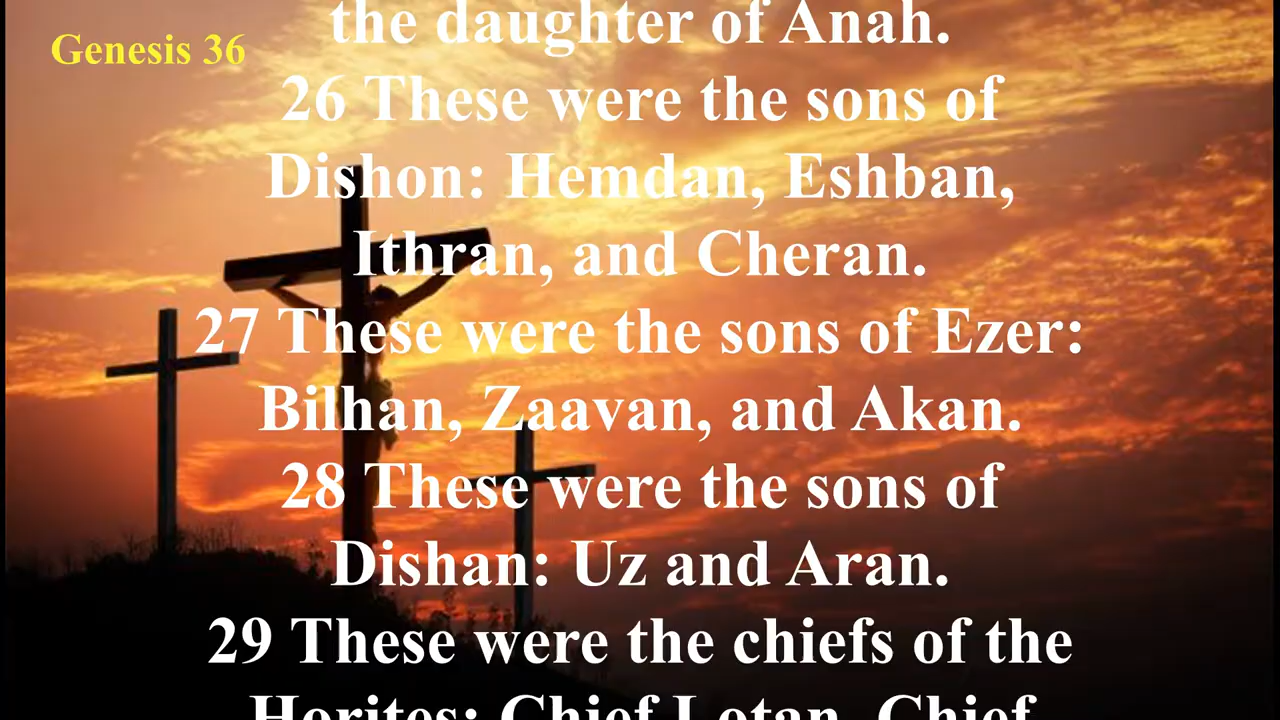 the daughter of Anah.
Genesis 36
26 These were the sons of
Dishon: Hemdan, Eshban,
Ithran, and Cheran.
27 These were the sons of Ezer:
Bilhan, Zaavan, and Akan.
28 These were the sons of
Dishan: Uz and Aran.
29 These were the chiefs of the
Horites: Chief Lotan, Chief